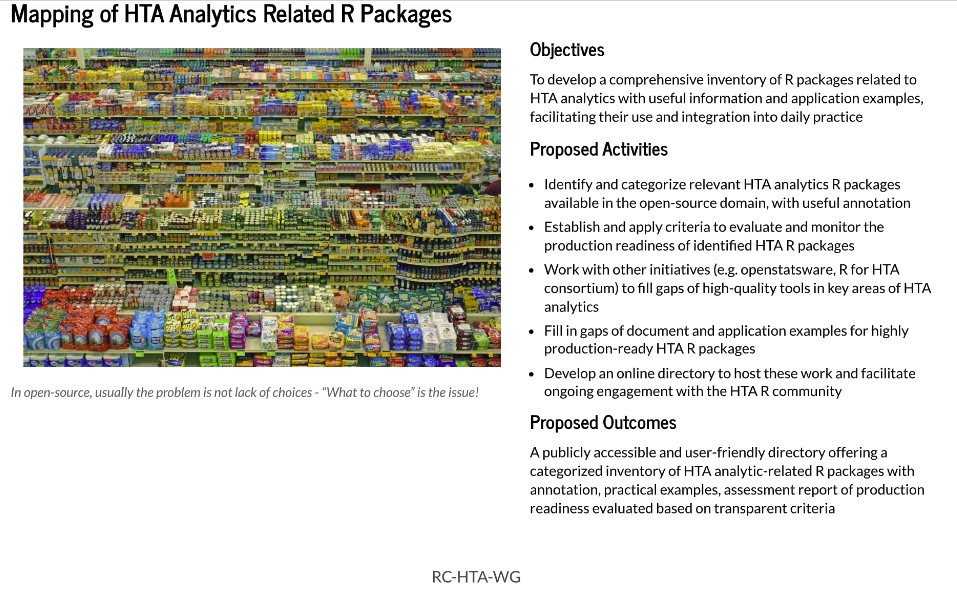 Mapping of HTA Analytics Related R Packages
In open-source, usually the problem is not lack of choices - "What to choose" is the issue!
Objectives
To develop a comprehensive inventory of R packages related to
HTA analytics with useful information and application examples,
facilitating their use and integration into daily practice
Proposed Activities
• Identify and categorize relevant HTA analytics R packages
available in the open-source domain, with useful annotation
• Establish and apply criteria to evaluate and monitor the
production readiness of identified HTA R packages
• Work with other initiatives (e.g. openstatsware, R for HTA
consortium) to fill gaps of high-quality tools in key areas of HTA
analytics
• Fill in gaps of document and application examples for highly
production-ready HTA R packages
• Develop an online directory to host these work and facilitate
ongoing engagement with the HTA R community
Proposed Outcomes
A publicly accessible and user-friendly directory offering a
categorized inventory of HTA analytic-related R packages with
annotation, practical examples, assessment report of production
readiness evaluated based on transparent criteria
RC-HTA-WG